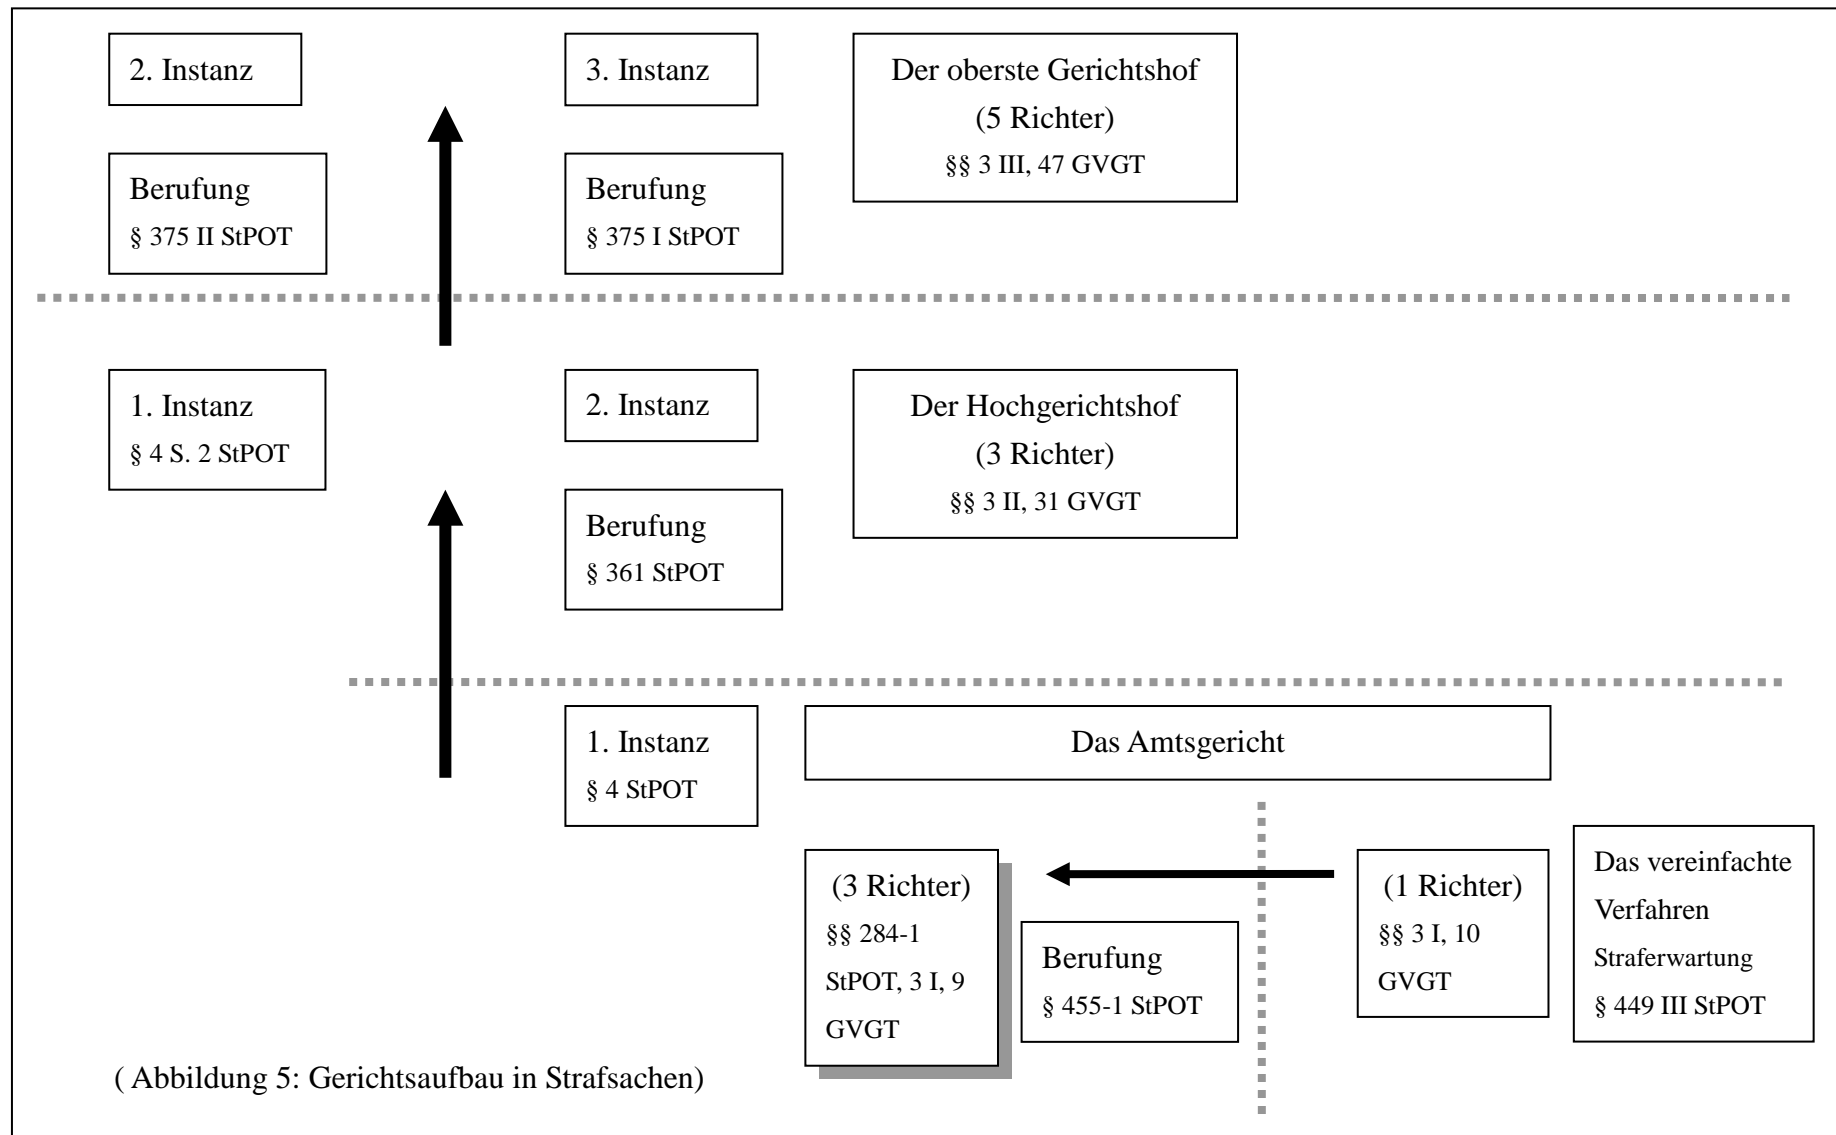 2. Instanz
3. Instanz
Der oberste Gerichtshof
(5 Richter)
§§ 3 III, 47 GVGT
Berufung
§ 375 II StPOT
Berufung
§ 375 I StPOT
1. Instanz
§ 4 S. 2 StPOT
2. Instanz
Der Hochgerichtshof
(3 Richter)
§§ 3 II, 31 GVGT
Berufung
§ 361 StPOT
1. Instanz
§ 4 StPOT
Das Amtsgericht
(3 Richter)
§§ 284-1
StPOT, 3 I, 9
GVGT
Berufung
§ 455-1 StPOT
(1 Richter)
§§ 3 I, 10
GVGT
Das vereinfachte
Verfahren
Straferwartung
§ 449 III StPOT
( Abbildung 5: Gerichtsaufbau in Strafsachen)